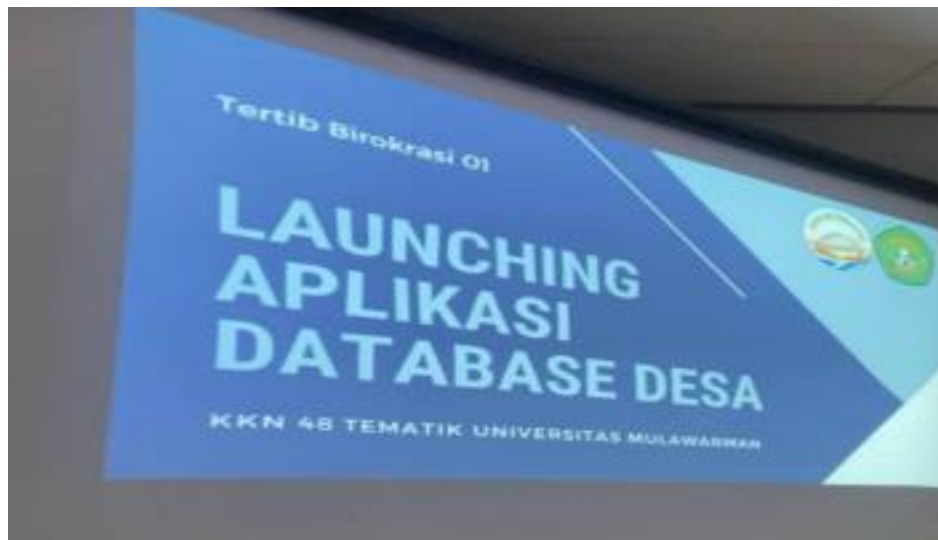 Tertib Birokrasi 01
LAUNCHING
APLIKASI
DATABASE DESA
KKN 48 TEMATIK UNIVERSITAS MULAWARMAN